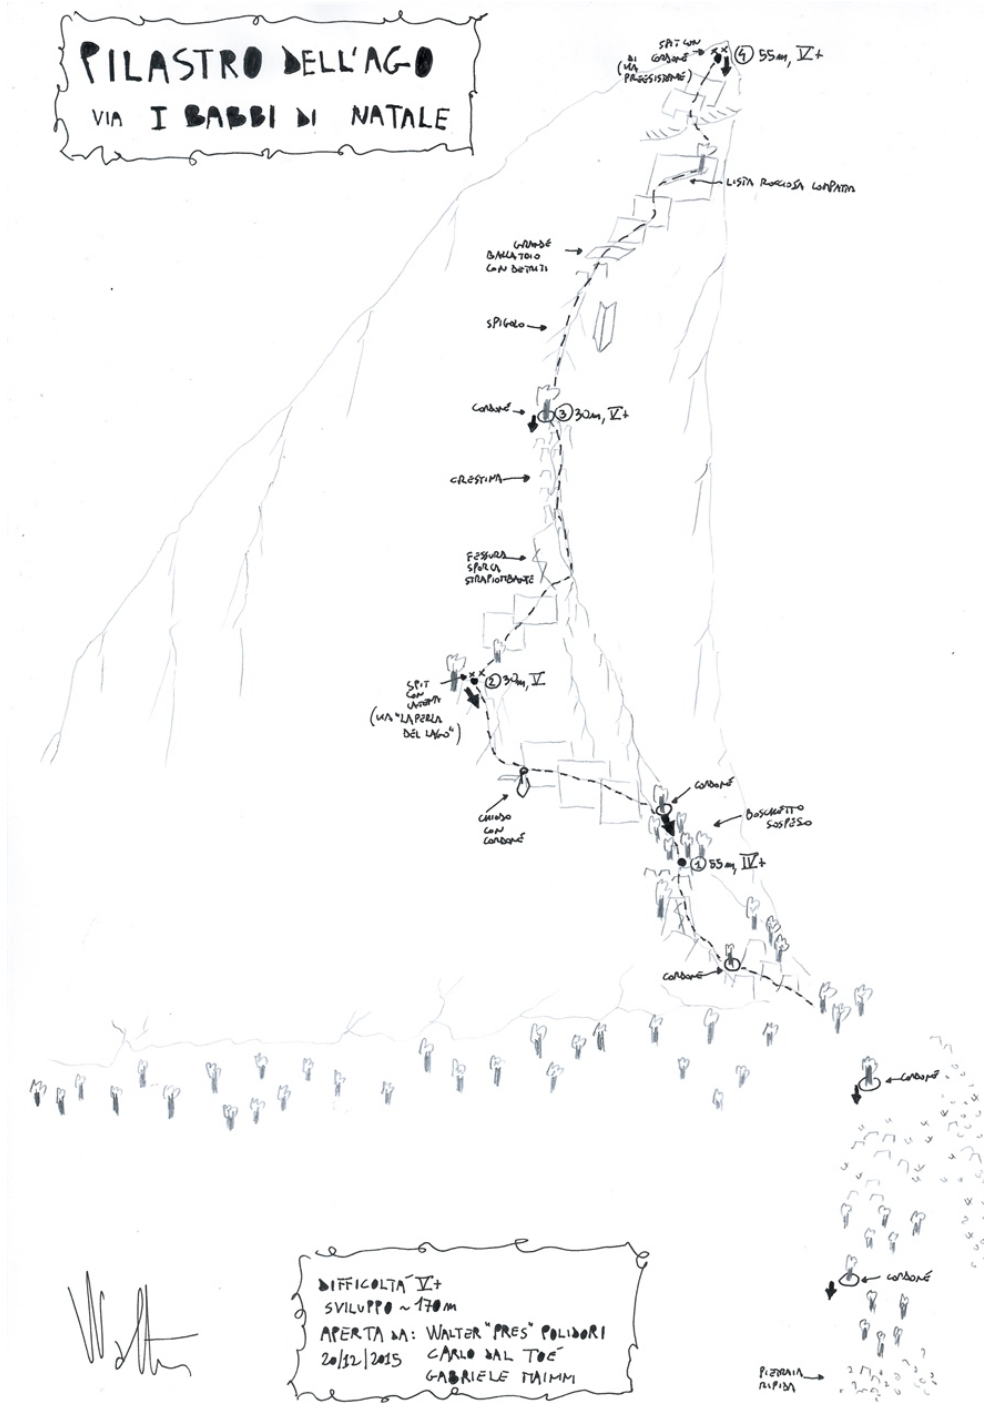 PILASTRO DELL'AGO
VIA I BABBI DI NATALE
SPIT CON
CORDONE
(DI VIA
PREESISTENTE)
4 55m, V+
LISTA ROCCIOSA COMPATTA
GRANDE
BALLATOIO
CON DETRITI
SPIGOLO
CORDONE
3 30m, V+
CRESTINA
FESSURA
SPORCA
STRAPIOMBANTE
2 30m, V
SPIT
CON
CATENA
(VIA "LA PERLA
DEL LAGO")
CHIODO
CON
CORDONE
CORDONE
BOSCHETTO
SOSPESO
1 55m, IV+
CORDONE
CORDONE
CORDONE
PIETRAIA
RIPIDA
DIFFICOLTÀ V+
SVILUPPO ~170m
APERTA DA: WALTER "PRES" POLIDORI
20/12/2015 CARLO DAL TOÉ
GABRIELE MAIMM
Walter